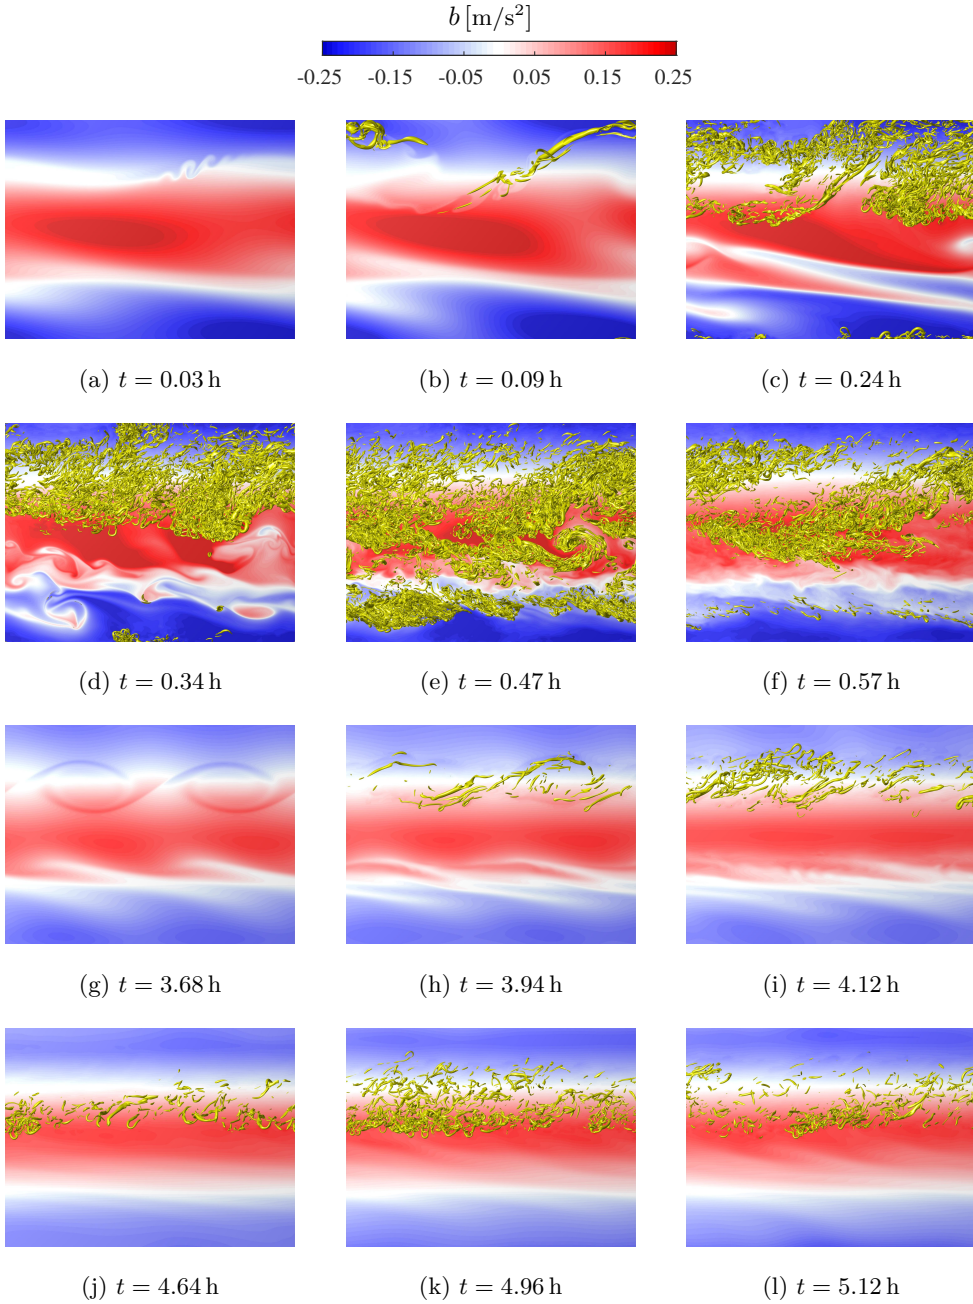 b [m/s²]
-0.25 -0.15 -0.05 0.05 0.15 0.25
(a) t = 0.03 h (b) t = 0.09 h (c) t = 0.24 h
(d) t = 0.34 h (e) t = 0.47 h (f) t = 0.57 h
(g) t = 3.68 h (h) t = 3.94 h (i) t = 4.12 h
(j) t = 4.64 h (k) t = 4.96 h (l) t = 5.12 h